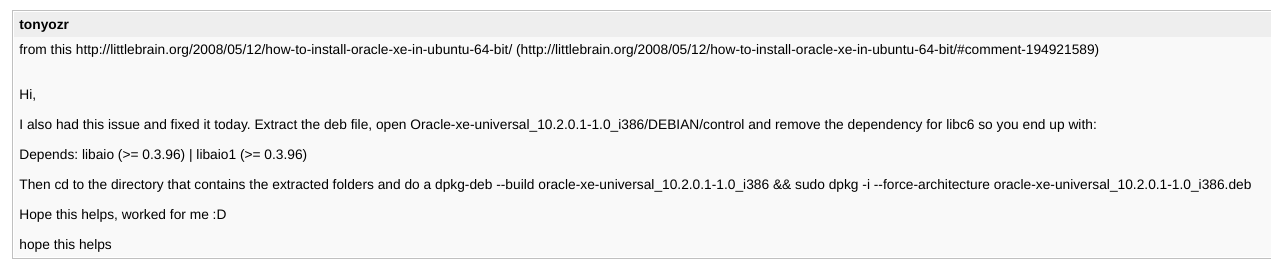 tonyozr
from this http://littlebrain.org/2008/05/12/how-to-install-oracle-xe-in-ubuntu-64-bit/ (http://littlebrain.org/2008/05/12/how-to-install-oracle-xe-in-ubuntu-64-bit/#comment-194921589)
Hi,
I also had this issue and fixed it today. Extract the deb file, open Oracle-xe-universal_10.2.0.1-1.0_i386/DEBIAN/control and remove the dependency for libc6 so you end up with:
Depends: libaio (>= 0.3.96) | libaio1 (>= 0.3.96)
Then cd to the directory that contains the extracted folders and do a dpkg-deb --build oracle-xe-universal_10.2.0.1-1.0_i386 && sudo dpkg -i --force-architecture oracle-xe-universal_10.2.0.1-1.0_i386.deb
Hope this helps, worked for me :D
hope this helps